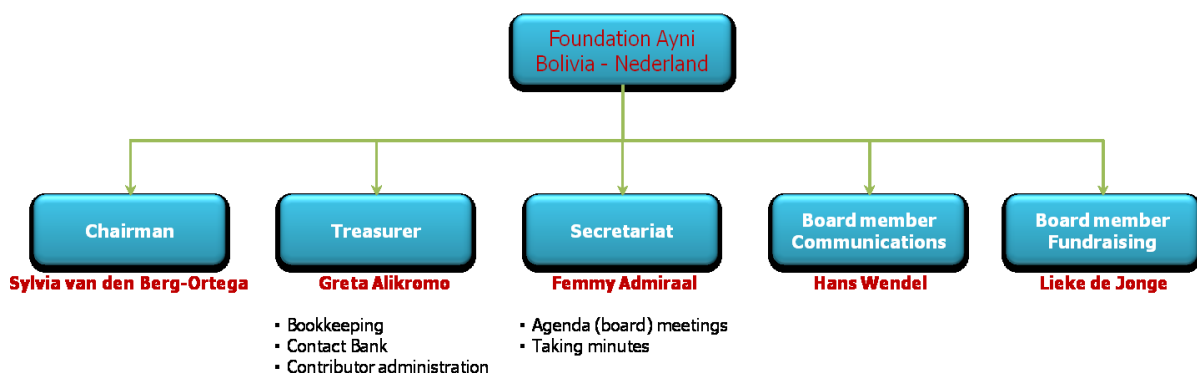 Foundation Ayni
Bolivia - Nederland
Chairman
Sylvia van den Berg-Ortega
Treasurer
Greta Alikromo
▪ Bookkeeping
▪ Contact Bank
▪ Contributor administration
Secretariat
Femmy Admiraal
▪ Agenda (board) meetings
▪ Taking minutes
Board member
Communications
Hans Wendel
Board member
Fundraising
Lieke de Jonge